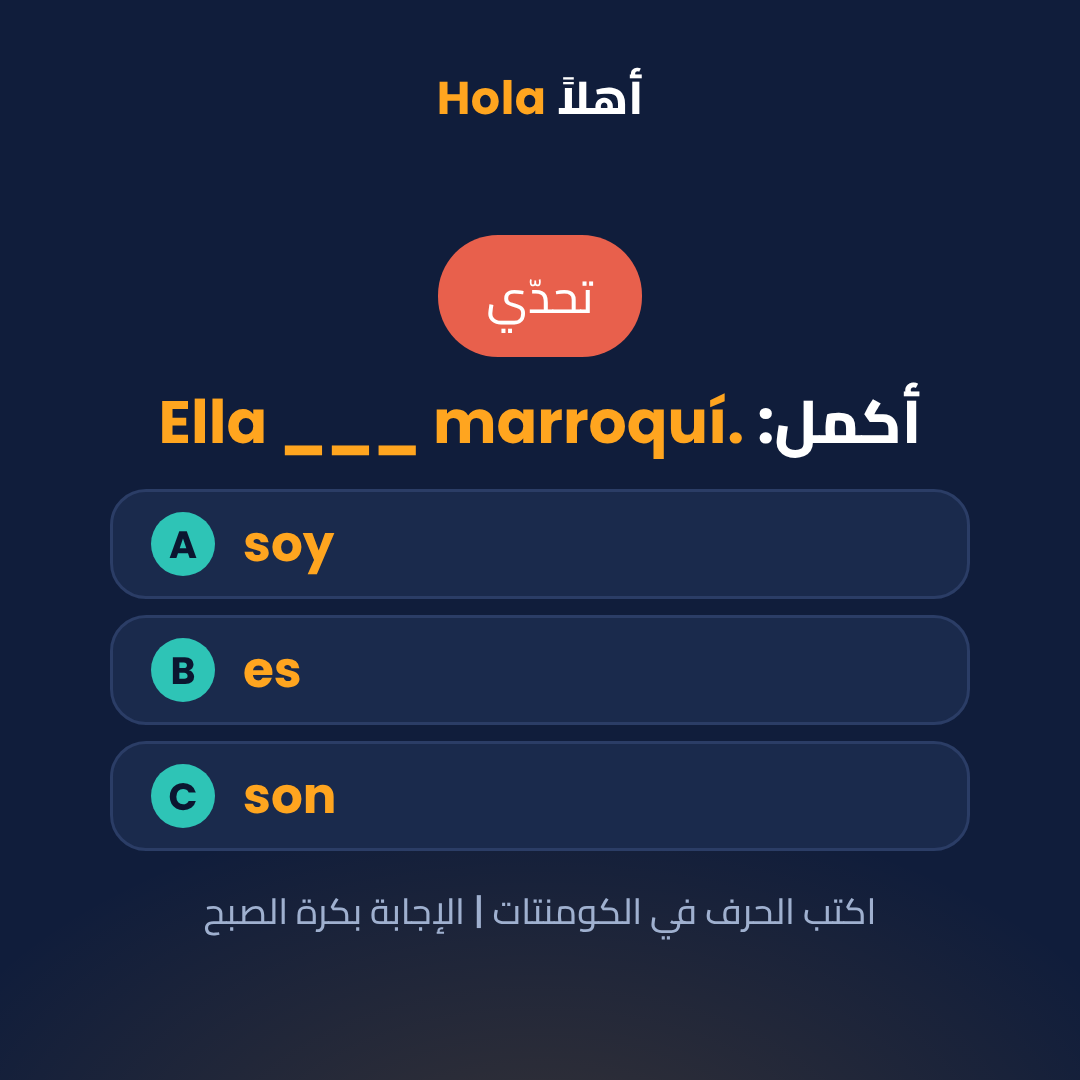 أهلاً Hola
تحدّي
أكمل: Ella ___ marroquí.
A soy
B es
C son
اكتب الحرف في الكومنتات | الإجابة بكرة الصبح